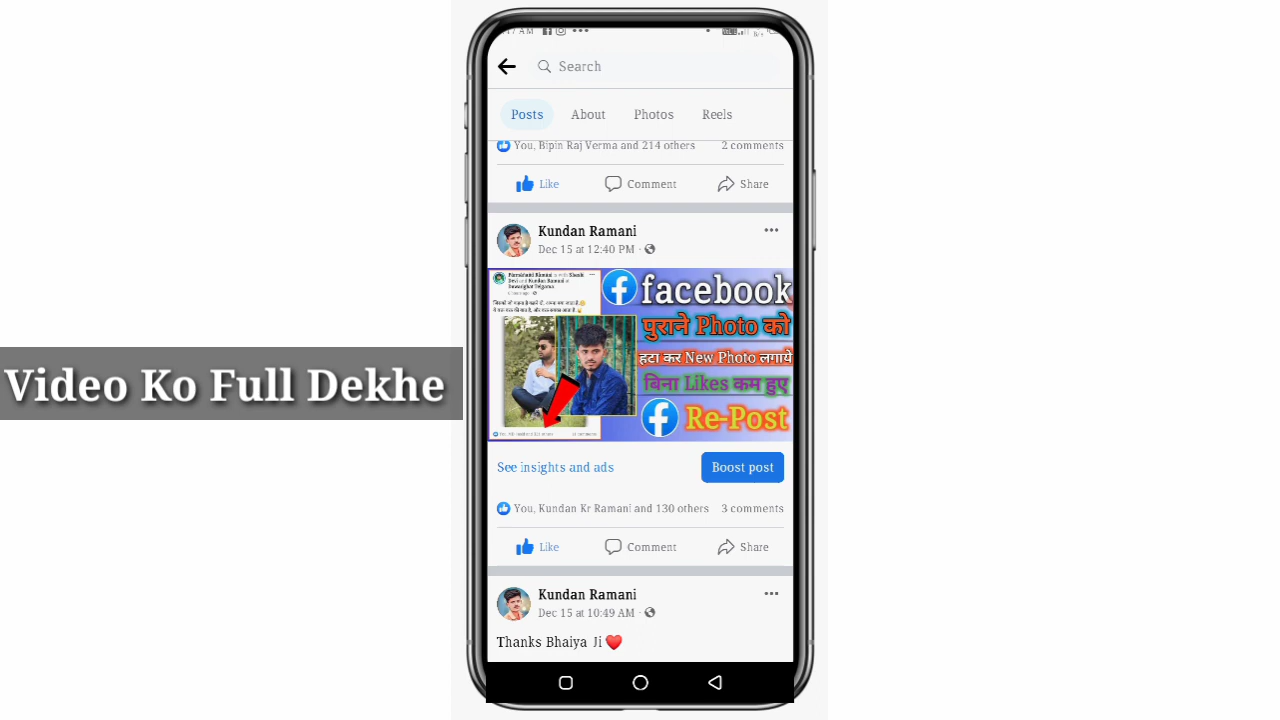 Search
Posts About Photos Reels
You, Bipin Raj Verma and 214 others 2 comments
Like Comment Share
Kundan Ramani
Dec 15 at 12:40 PM
facebook
पुराने Photo को
हटा कर New Photo लगाये
बिना Likes कम हुए
Re-Post
Video Ko Full Dekhe
See insights and ads Boost post
You, Kundan Kr Ramani and 130 others 3 comments
Like Comment Share
Kundan Ramani
Dec 15 at 10:49 AM
Thanks Bhaiya Ji